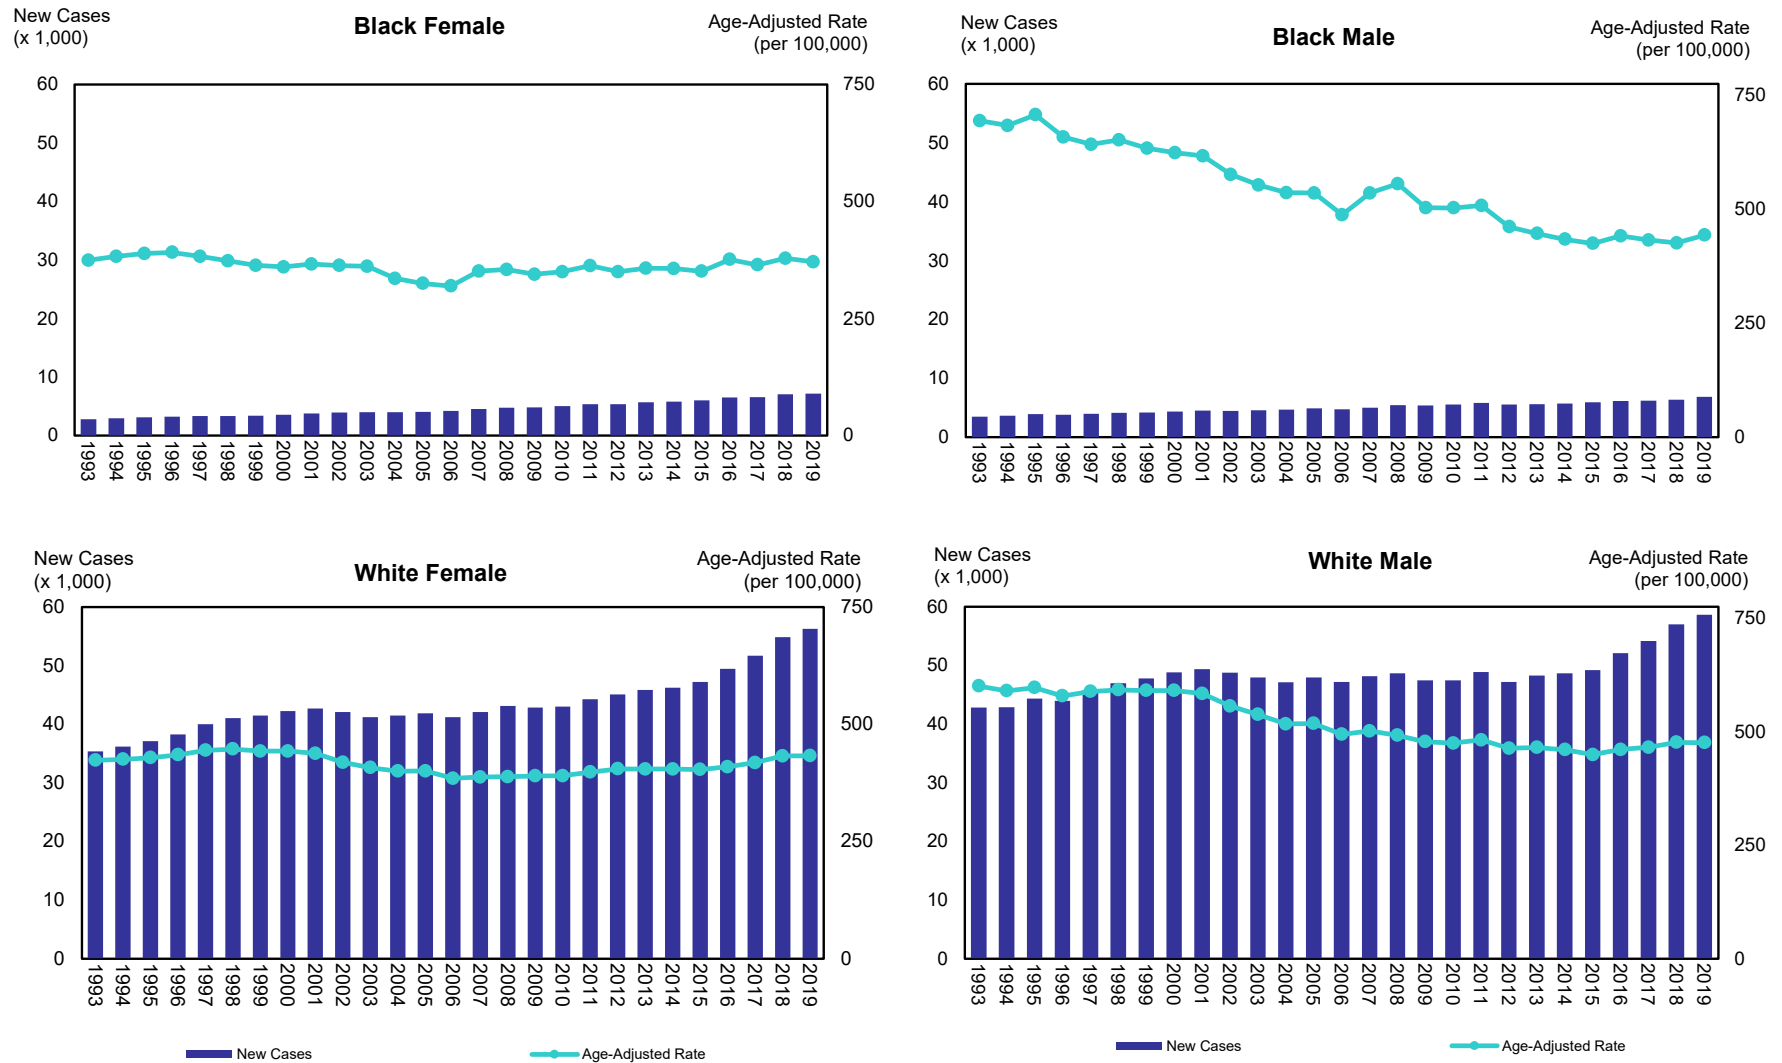 New Cases
(x 1,000)
Black Female
Age-Adjusted Rate
(per 100,000)
60
50
40
30
20
10
0
750
500
250
0
1993 1994 1995 1996 1997 1998 1999 2000 2001 2002 2003 2004 2005 2006 2007 2008 2009 2010 2011 2012 2013 2014 2015 2016 2017 2018 2019
New Cases
(x 1,000)
Black Male
Age-Adjusted Rate
(per 100,000)
60
50
40
30
20
10
0
750
500
250
0
1993 1994 1995 1996 1997 1998 1999 2000 2001 2002 2003 2004 2005 2006 2007 2008 2009 2010 2011 2012 2013 2014 2015 2016 2017 2018 2019
New Cases
(x 1,000)
White Female
Age-Adjusted Rate
(per 100,000)
60
50
40
30
20
10
0
750
500
250
0
1993 1994 1995 1996 1997 1998 1999 2000 2001 2002 2003 2004 2005 2006 2007 2008 2009 2010 2011 2012 2013 2014 2015 2016 2017 2018 2019
New Cases
Age-Adjusted Rate
New Cases
(x 1,000)
White Male
Age-Adjusted Rate
(per 100,000)
60
50
40
30
20
10
0
750
500
250
0
1993 1994 1995 1996 1997 1998 1999 2000 2001 2002 2003 2004 2005 2006 2007 2008 2009 2010 2011 2012 2013 2014 2015 2016 2017 2018 2019
New Cases
Age-Adjusted Rate